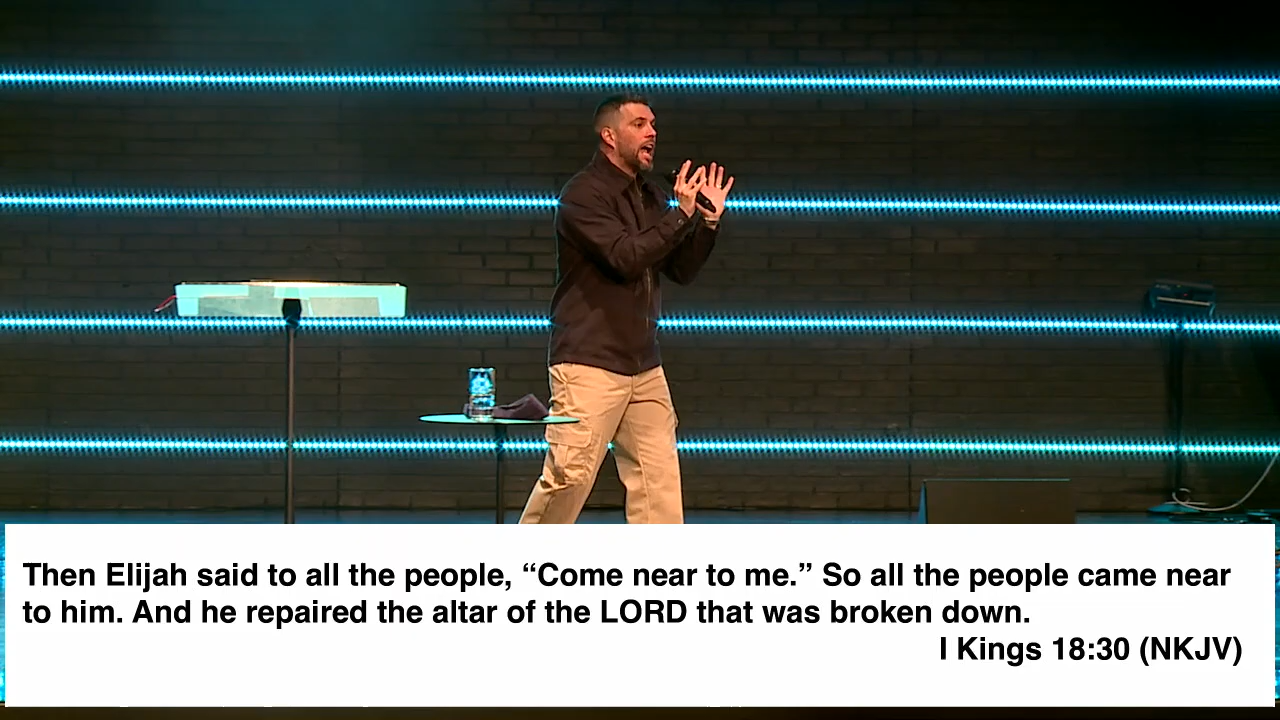 Then Elijah said to all the people, “Come near to me.” So all the people came near
to him. And he repaired the altar of the LORD that was broken down.
I Kings 18:30 (NKJV)